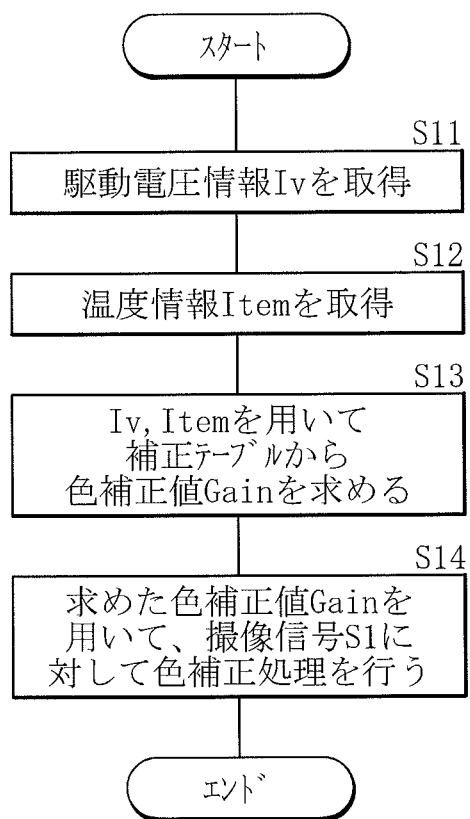 スタート
S11
駆動電圧情報Ivを取得
S12
温度情報Itemを取得
S13
Iv,Itemを用いて
補正テーブルから
色補正値Gainを求める
S14
求めた色補正値Gainを
用いて、撮像信号S1に
対して色補正処理を行う
エンド